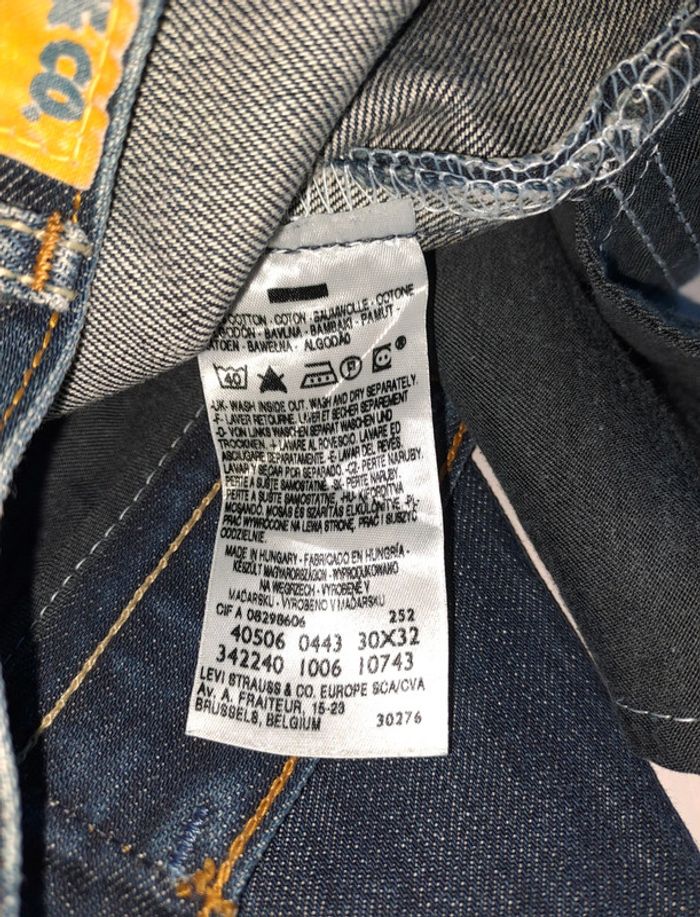 & CO.
COTTON - COTON - BAUMWOLLE - COTONE
ALGODÓN - BAVLNA - BAMBAKI - PAMUT -
KATOEN - BAWEŁNA - ALGODÃO
40
-UK- WASH INSIDE OUT. WASH AND DRY SEPARATELY.
-F- LAVER RETOURNE. LAVER ET SECHER SEPAREMENT
-D- VON LINKS WASCHEN SEPARAT WASCHEN UND
TROCKNEN. -I- LAVARE AL ROVESCIO. LAVARE ED
ASCIUGARE SEPARATAMENTE. -E- LAVAR DEL REVES.
LAVAR Y SECAR POR SEPARADO. -CZ- PERTE NARUBY.
PERTE A SUŠTE SAMOSTATNE. -SK- PERTE NARUBY.
PERTE A SUŠTE SAMOSTATNE. -HU- KIFORDITVA
MOSANDÓ. MOSÁS ÉS SZÁRÍTÁS ELKÜLÖNÍTVE -PL-
PRAĆ WYWRÓCONE NA LEWĄ STRONĘ, PRAĆ I SUSZYĆ
ODDZIELNIE.
MADE IN HUNGARY - FABRICADO EN HUNGRÍA -
KÉSZÜLT MAGYARORSZÁGON - WYPRODUKOWANO
NA WĘGRZECH - VYROBENÉ V
MAĎARSKU - VYROBENO V MAĎARSKU
CIF A 08298606 252
40506 0443 30X32
342240 1006 10743
LEVI STRAUSS & CO. EUROPE SCA/CVA
Av. A. FRAITEUR, 15-23
BRUSSELS, BELGIUM 30276